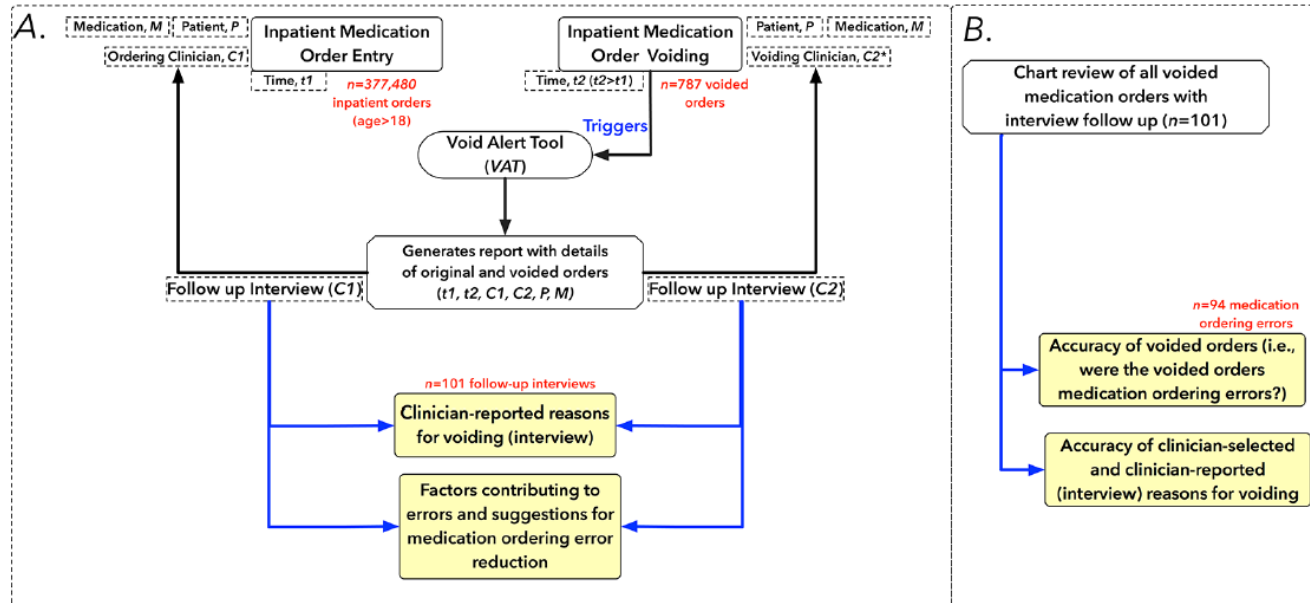 A.
Medication, M
Patient, P
Ordering Clinician, C1
Inpatient Medication
Order Entry
Time, t1
n=377,480
inpatient orders
(age>18)
Inpatient Medication
Order Voiding
Time, t2 (t2>t1)
n=787 voided
orders
Patient, P
Medication, M
Voiding Clinician, C2*
Triggers
Void Alert Tool
(VAT)
Generates report with details
of original and voided orders
(t1, t2, C1, C2, P, M)
Follow up Interview (C1)
Follow up Interview (C2)
n=101 follow-up interviews
Clinician-reported reasons
for voiding (interview)
Factors contributing to
errors and suggestions for
medication ordering error
reduction
B.
Chart review of all voided
medication orders with
interview follow up (n=101)
n=94 medication
ordering errors
Accuracy of voided orders (i.e.,
were the voided orders
medication ordering errors?)
Accuracy of clinician-selected
and clinician-reported
(interview) reasons for voiding